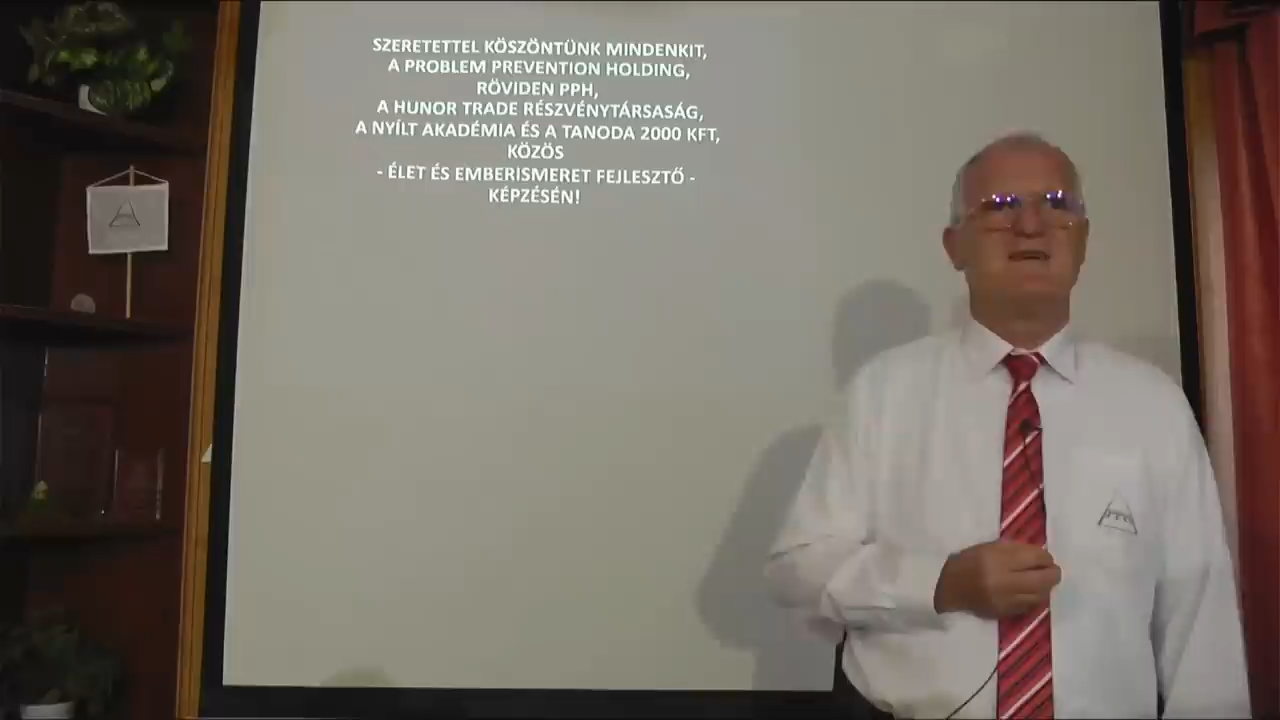 SZERETETTEL KÖSZÖNTÜNK MINDENKIT,
A PROBLEM PREVENTION HOLDING,
RÖVIDEN PPH,
A HUNOR TRADE RÉSZVÉNYTÁRSASÁG,
A NYÍLT AKADÉMIA ÉS A TANODA 2000 KFT,
KÖZÖS
- ÉLET ÉS EMBERISMERET FEJLESZTŐ -
KÉPZÉSÉN!